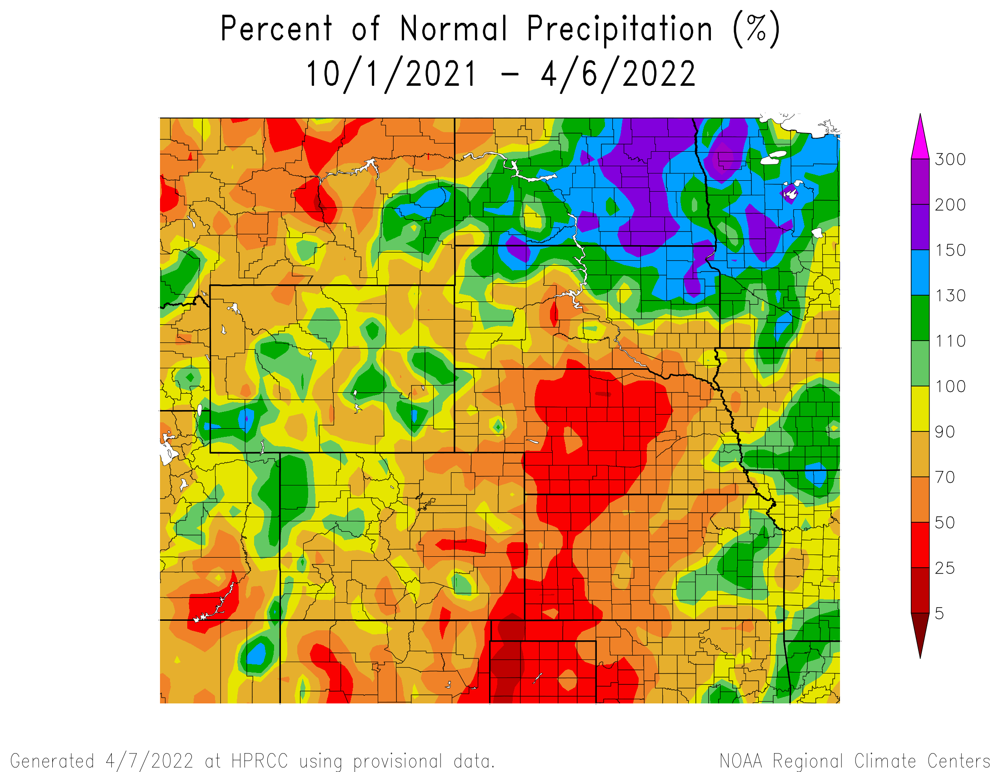 Percent of Normal Precipitation (%)
10/1/2021 – 4/6/2022
300
200
150
130
110
100
90
70
50
25
5
Generated 4/7/2022 at HPRCC using provisional data.
NOAA Regional Climate Centers